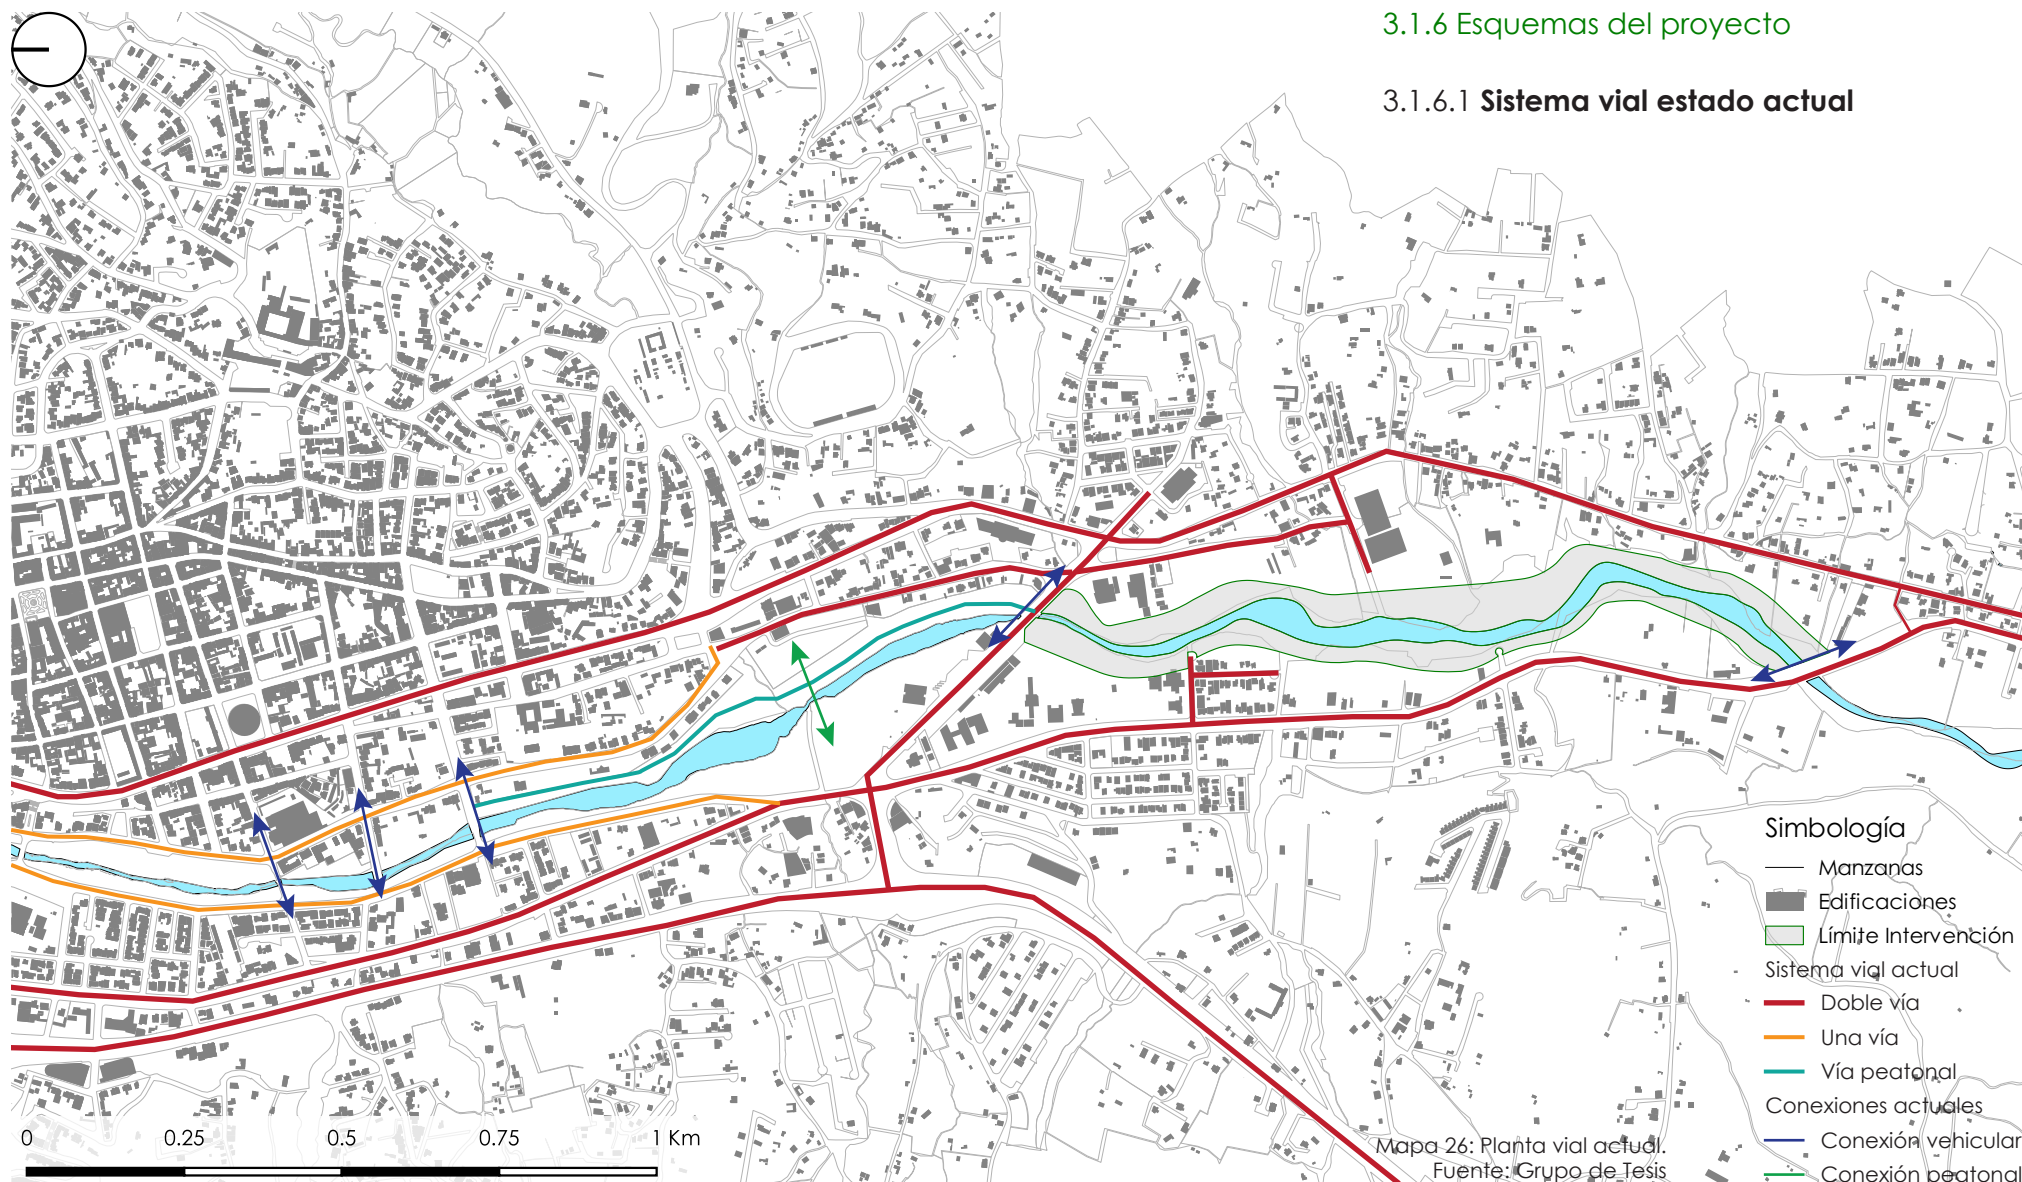 3.1.6 Esquemas del proyecto
3.1.6.1 Sistema vial estado actual
Simbología
Manzanas
Edificaciones
Límite Intervención
Sistema vial actual
Doble vía
Una vía
Vía peatonal
Conexiones actuales
Conexión vehicular
Conexión peatonal
0 0.25 0.5 0.75 1 Km
Mapa 26: Planta vial actual.
Fuente: Grupo de Tesis